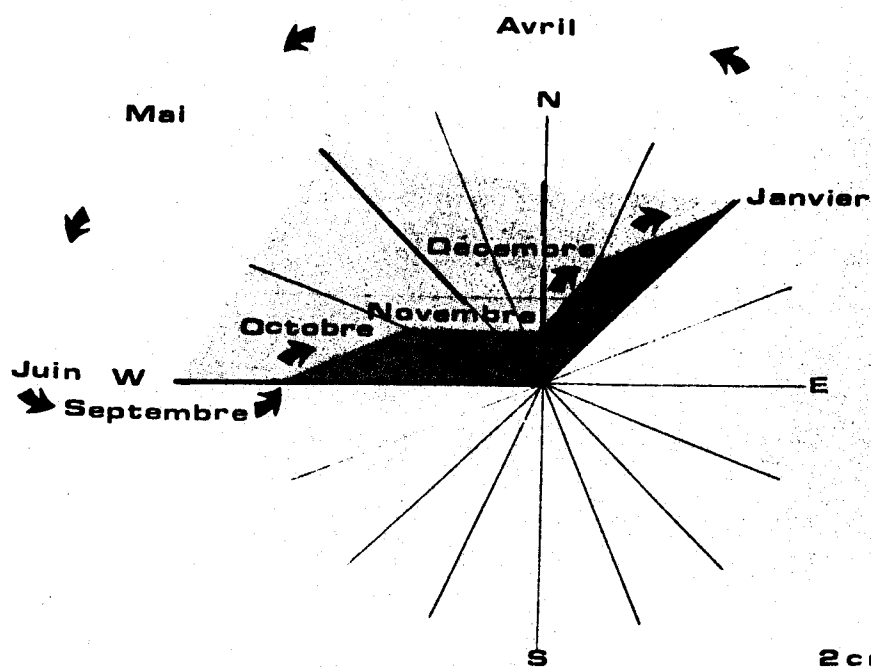 Avril
Mai
N
Janvier
Décembre
Novembre
Octobre
Juin W
Septembre
E
S